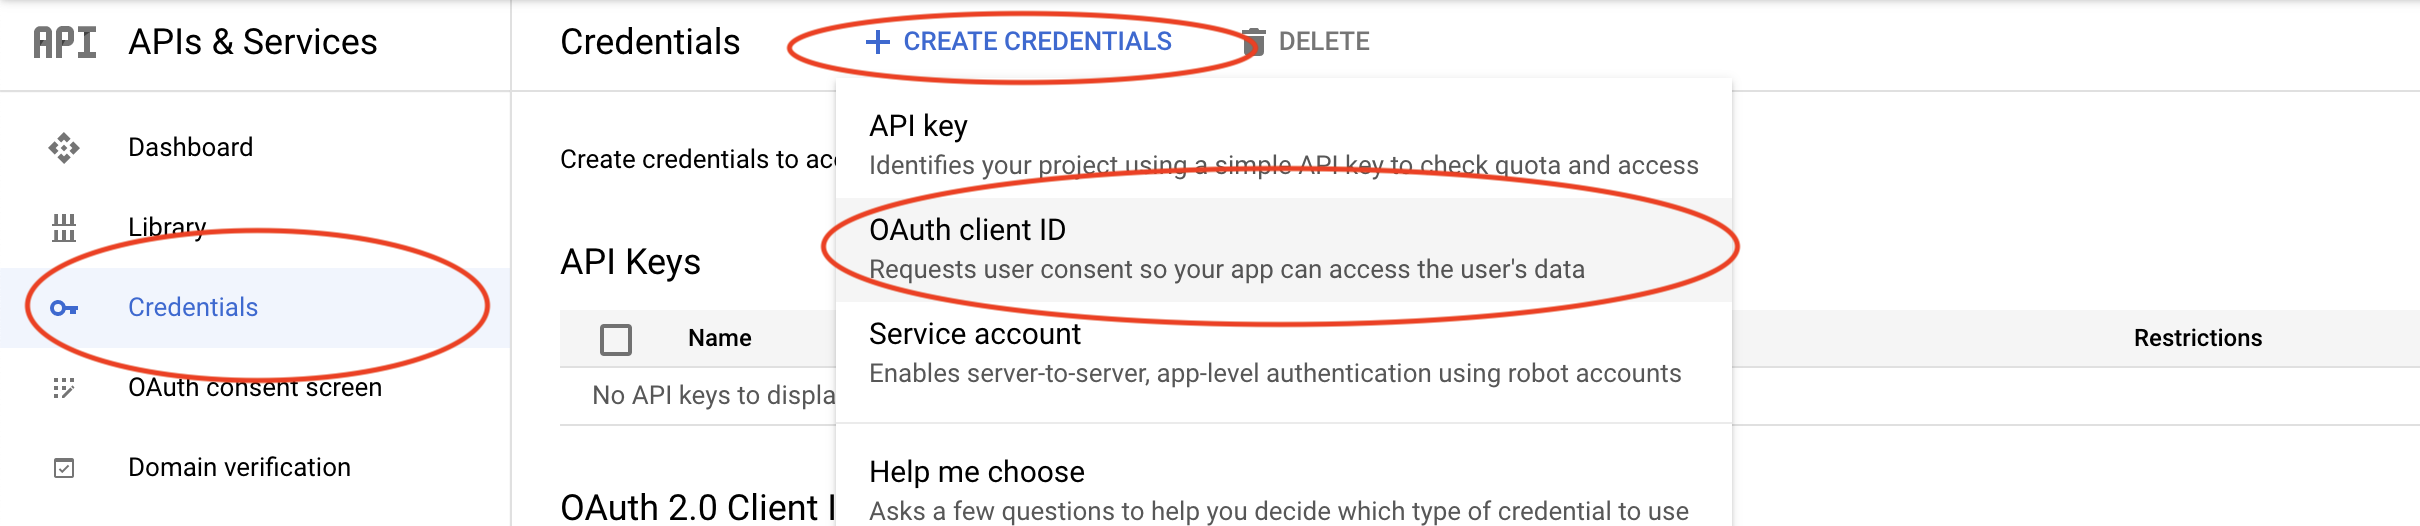 API APIs & Services
Credentials
+ CREATE CREDENTIALS
DELETE
Dashboard
Library
Credentials
OAuth consent screen
Domain verification
Create credentials to acc
API Keys
Name
Restrictions
No API keys to displa
OAuth 2.0 Client I
API key
Identifies your project using a simple API key to check quota and access
OAuth client ID
Requests user consent so your app can access the user's data
Service account
Enables server-to-server, app-level authentication using robot accounts
Help me choose
Asks a few questions to help you decide which type of credential to use